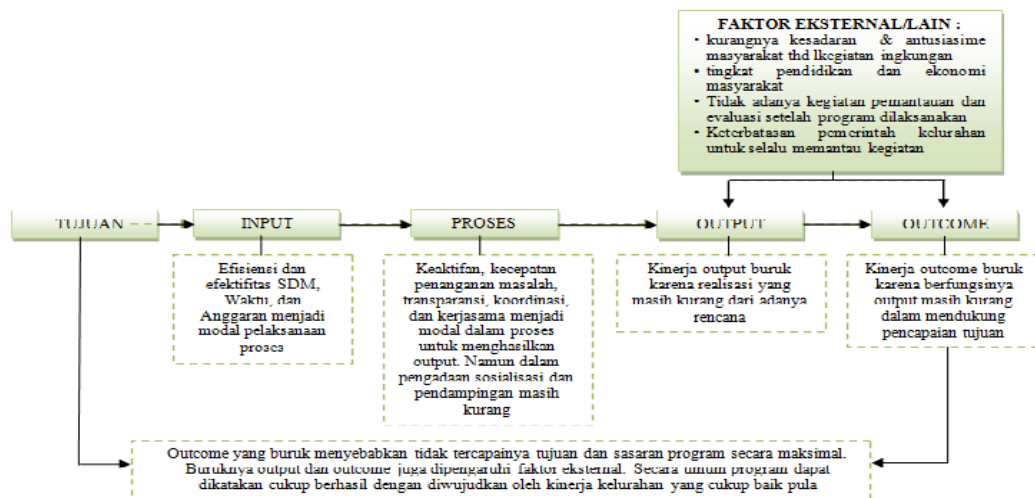 FAKTOR EKSTERNAL/LAIN :
• kurangnya kesadaran & antusiasime
masyarakat thd lkegiatan ingkungan
• tingkat pendidikan dan ekonomi
masyarakat
• Tidak adanya kegiatan pemantauan dan
evaluasi setelah program dilaksanakan
• Keterbatasan pemerintah kelurahan
untuk selalu memantau kegiatan
TUJUAN
INPUT
PROSES
OUTPUT
OUTCOME
Efisiensi dan
efektifitas SDM,
Waktu, dan
Anggaran menjadi
modal pelaksanaan
proses
Keaktifan, kecepatan
penanganan masalah,
transparansi, koordinasi,
dan kerjasama menjadi
modal dalam proses
untuk menghasilkan
output. Namun dalam
pengadaan sosialisasi dan
pendampingan masih
kurang
Kinerja output buruk
karena realisasi yang
masih kurang dari adanya
rencana
Kinerja outcome buruk
karena berfungsinya
output masih kurang
dalam mendukung
pencapaian tujuan
Outcome yang buruk menyebabkan tidak tercapainya tujuan dan sasaran program secara maksimal.
Buruknya output dan outcome juga dipengaruhi faktor eksternal. Secara umum program dapat
dikatakan cukup berhasil dengan diwujudkan oleh kinerja kelurahan yang cukup baik pula